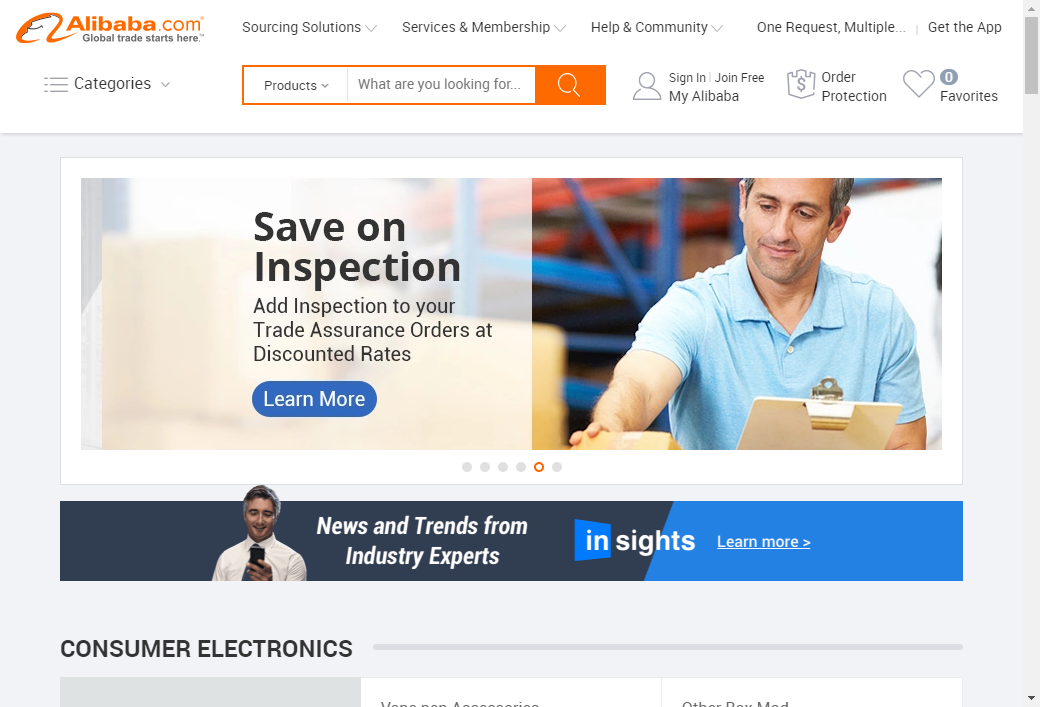 Alibaba.com
Global trade starts here.™
Sourcing Solutions
Services & Membership
Help & Community
One Request, Multiple...
Get the App
Categories
Products
What are you looking for...
Sign In
Join Free
My Alibaba
$
Order
Protection
0
Favorites
Save on
Inspection
Add Inspection to your
Trade Assurance Orders at
Discounted Rates
Learn More
News and Trends from
Industry Experts
in sights
Learn more >
CONSUMER ELECTRONICS
Vape pen Accessories
Other Box Mod